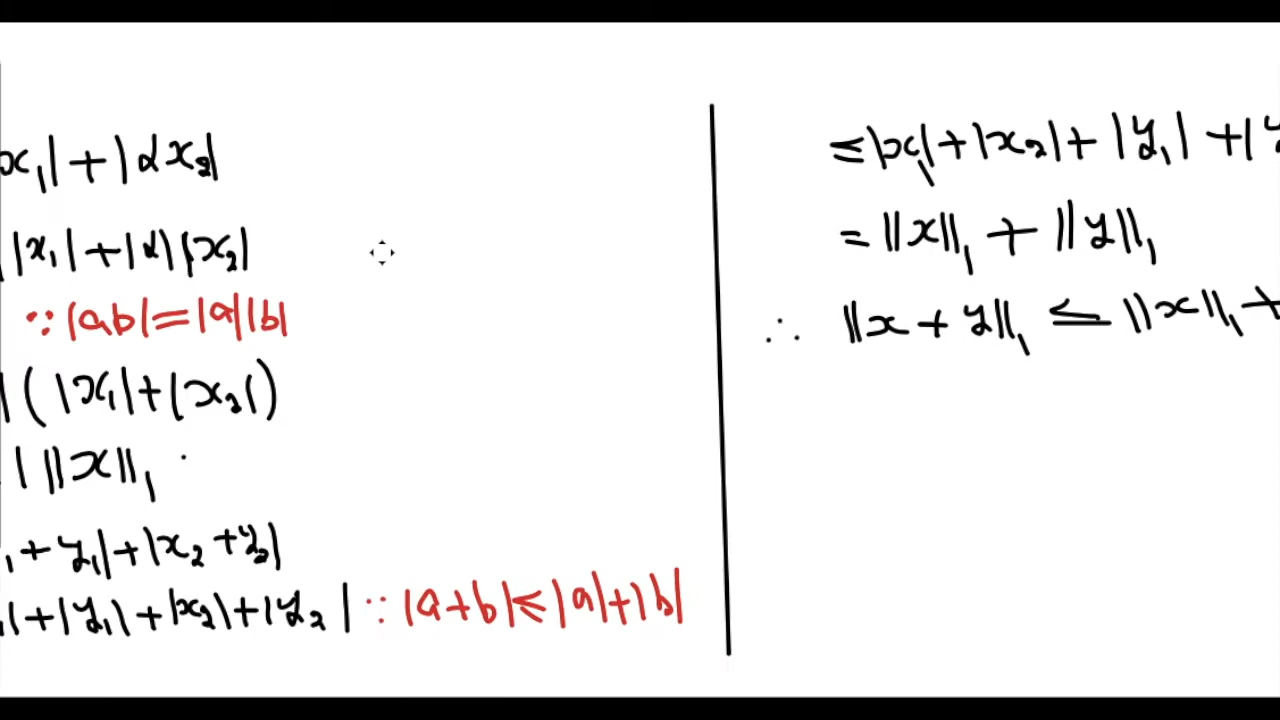 x₁|+|αx₂|
|x₁|+|α||x₂|
∵|ab|=|a||b|
|(|x₁|+|x₂|)
|‖x‖₁
₁+y₁|+|x₂+y₂|
₁|+|y₁|+|x₂|+|y₂| ∵|a+b|≤|a|+|b|
≤|x₁|+|x₂|+|y₁|+|y
=‖x‖₁+‖y‖₁
∴ ‖x+y‖₁≤‖x‖₁+